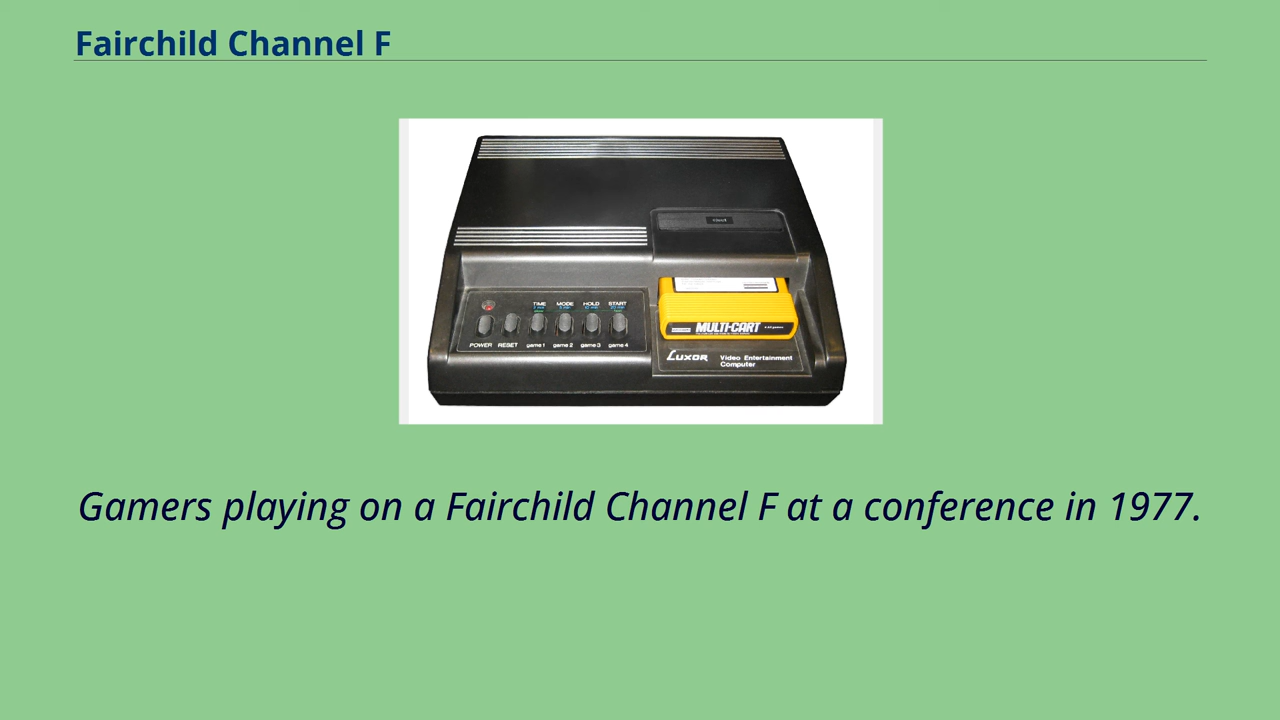 Fairchild Channel F
eject
TIME MODE HOLD START
POWER RESET game 1 game 2 game 3 game 4
MULTI-CART
LUXOR Video Entertainment
Computer
Gamers playing on a Fairchild Channel F at a conference in 1977.